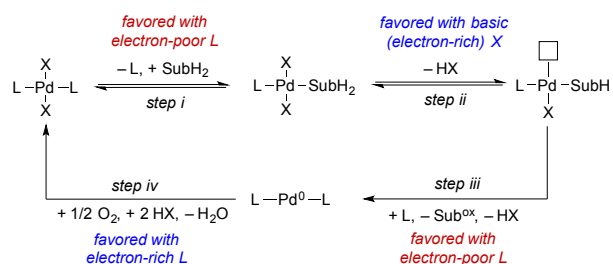 favored with
electron-poor L
favored with basic
(electron-rich) X
X
L–Pd–L
X
– L, + SubH2
step i
X
L–Pd–SubH2
X
– HX
step ii
L–Pd–SubH
X
step iv
+ 1/2 O2, + 2 HX, – H2O
L–Pd0–L
step iii
+ L, – Subox, – HX
favored with
electron-rich L
favored with
electron-poor L